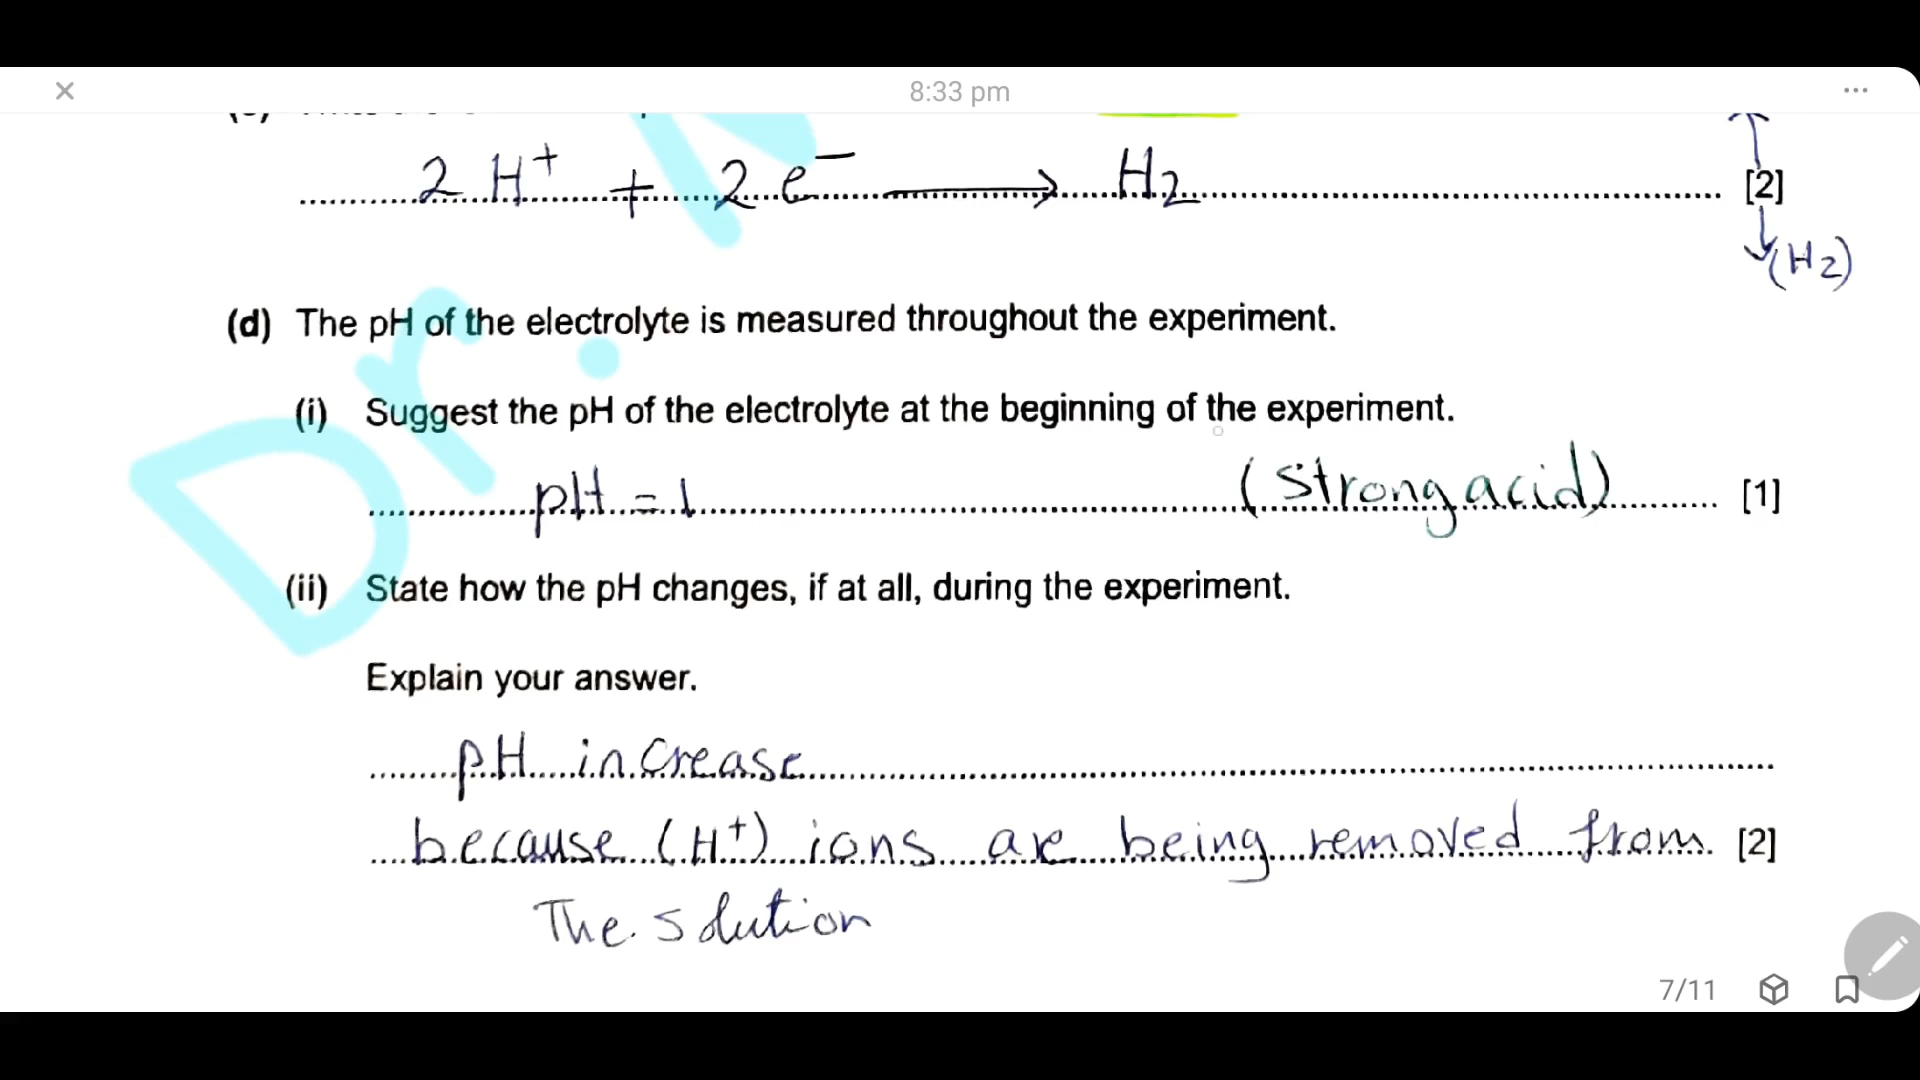 8:33 pm
2 H⁺ + 2 e⁻ → H₂
[2]
(H₂)
(d) The pH of the electrolyte is measured throughout the experiment.
(i) Suggest the pH of the electrolyte at the beginning of the experiment.
pH = 1 (Strong acid) [1]
(ii) State how the pH changes, if at all, during the experiment.
Explain your answer.
pH increase
because (H⁺) ions are being removed from [2]
The solution
Dr.
7/11